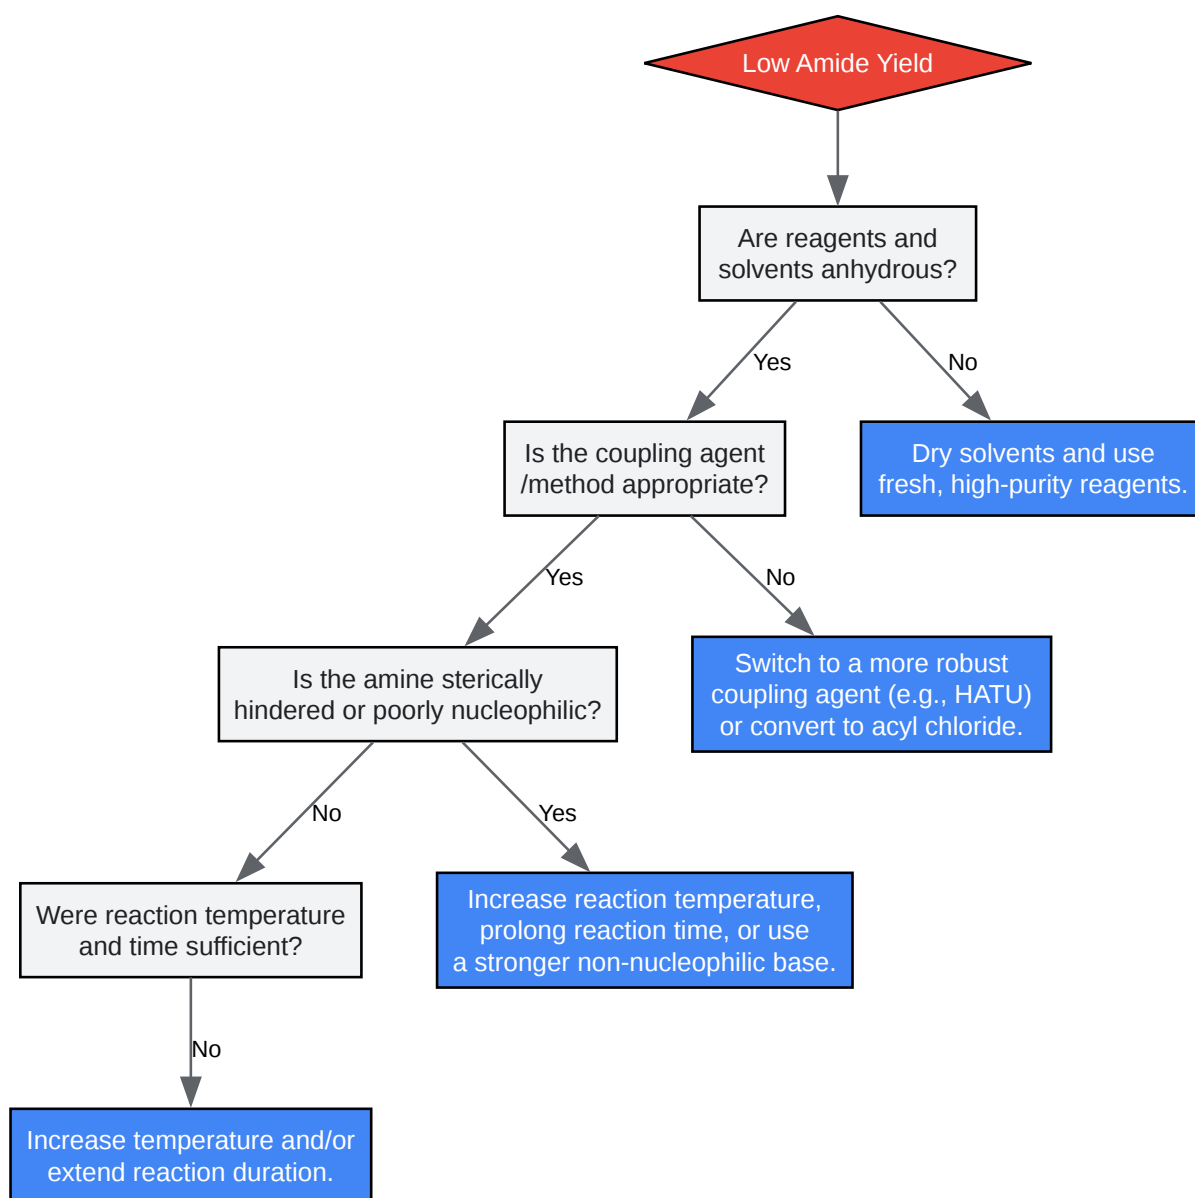 Low Amide Yield
Are reagents and
solvents anhydrous?
Yes
No
Is the coupling agent
/method appropriate?
Dry solvents and use
fresh, high-purity reagents.
Yes
No
Is the amine sterically
hindered or poorly nucleophilic?
Switch to a more robust
coupling agent (e.g., HATU)
or convert to acyl chloride.
No
Yes
Were reaction temperature
and time sufficient?
Increase reaction temperature,
prolong reaction time, or use
a stronger non-nucleophilic base.
No
Increase temperature and/or
extend reaction duration.